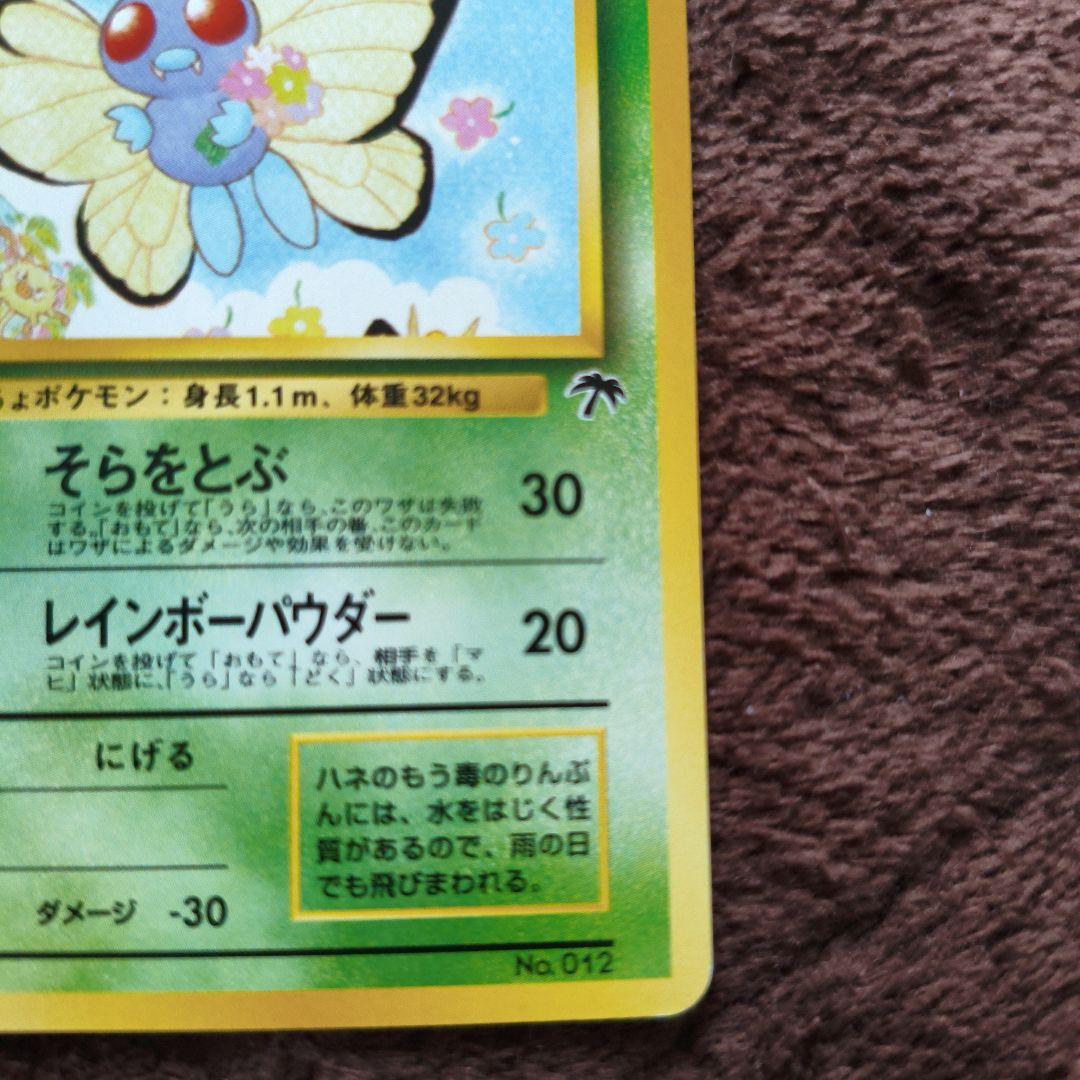 ょポケモン：身長1.1m、体重32kg
そらをとぶ 30
コインを投げて「うら」なら、このワザは失敗
する。「おもて」なら、次の相手の番、このカード
はワザによるダメージや効果を受けない。
レインボーパウダー 20
コインを投げて「おもて」なら、相手を「マ
ヒ」状態に、「うら」なら「どく」状態にする。
にげる
ハネのもう毒のりんぷ
んには、水をはじく性
質があるので、雨の日
でも飛びまわれる。
ダメージ -30
No. 012